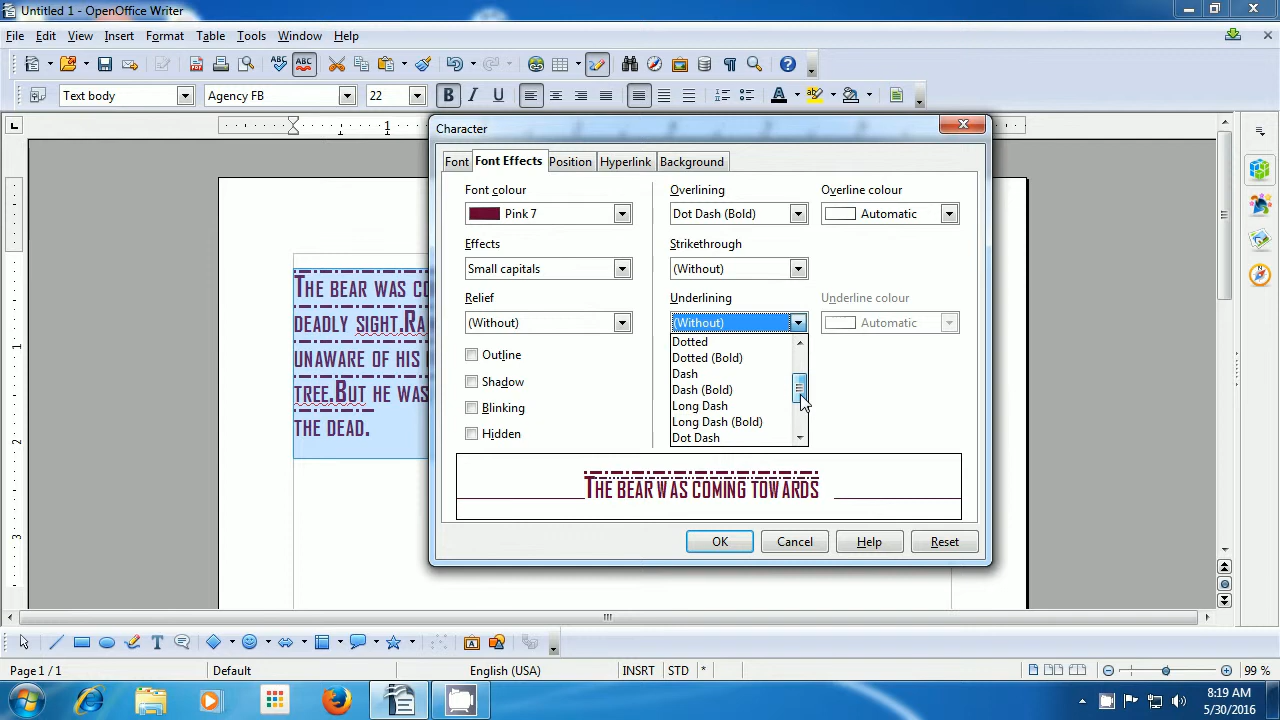 Untitled 1 - OpenOffice Writer
File Edit View Insert Format Table Tools Window Help
Text body Agency FB 22
Character
Font Font Effects Position Hyperlink Background
Font colour Overlining Overline colour
Pink 7 Dot Dash (Bold) Automatic
Effects Strikethrough
Small capitals (Without)
Relief Underlining Underline colour
(Without) (Without) Automatic
Dotted
Outline
Dotted (Bold)
Dash
Shadow
Dash (Bold)
Blinking
Long Dash
Long Dash (Bold)
Hidden
Dot Dash
THE BEAR WAS COMING TOWARDS
OK Cancel Help Reset
THE BEAR WAS CO
DEADLY SIGHT.RA
UNAWARE OF HIS
TREE.BUT HE WAS
THE DEAD.
Page 1 / 1 Default English (USA) INSRT STD * 99 %
8:19 AM
5/30/2016